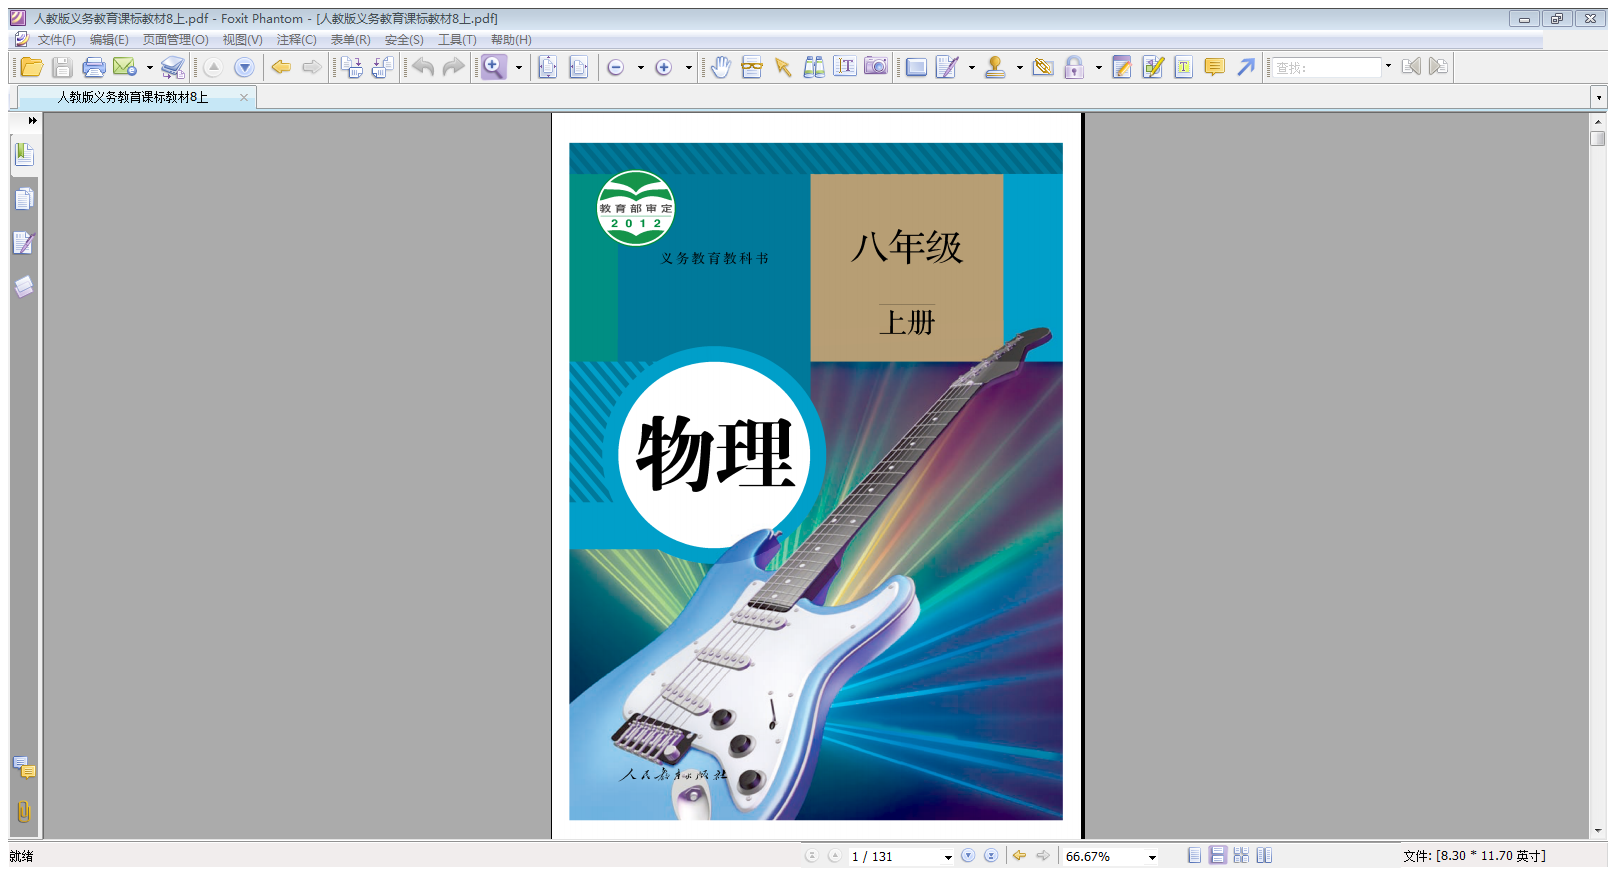 人教版义务教育课标教材8上.pdf - Foxit Phantom - [人教版义务教育课标教材8上.pdf]
文件(F) 编辑(E) 页面管理(O) 视图(V) 注释(C) 表单(R) 安全(S) 工具(T) 帮助(H)
查找:
人教版义务教育课标教材8上
教育部审定
2012
义务教育教科书
八年级
上册
物理
人民教育出版社
就绪
1 / 131
66.67%
文件: [8.30 * 11.70 英寸]